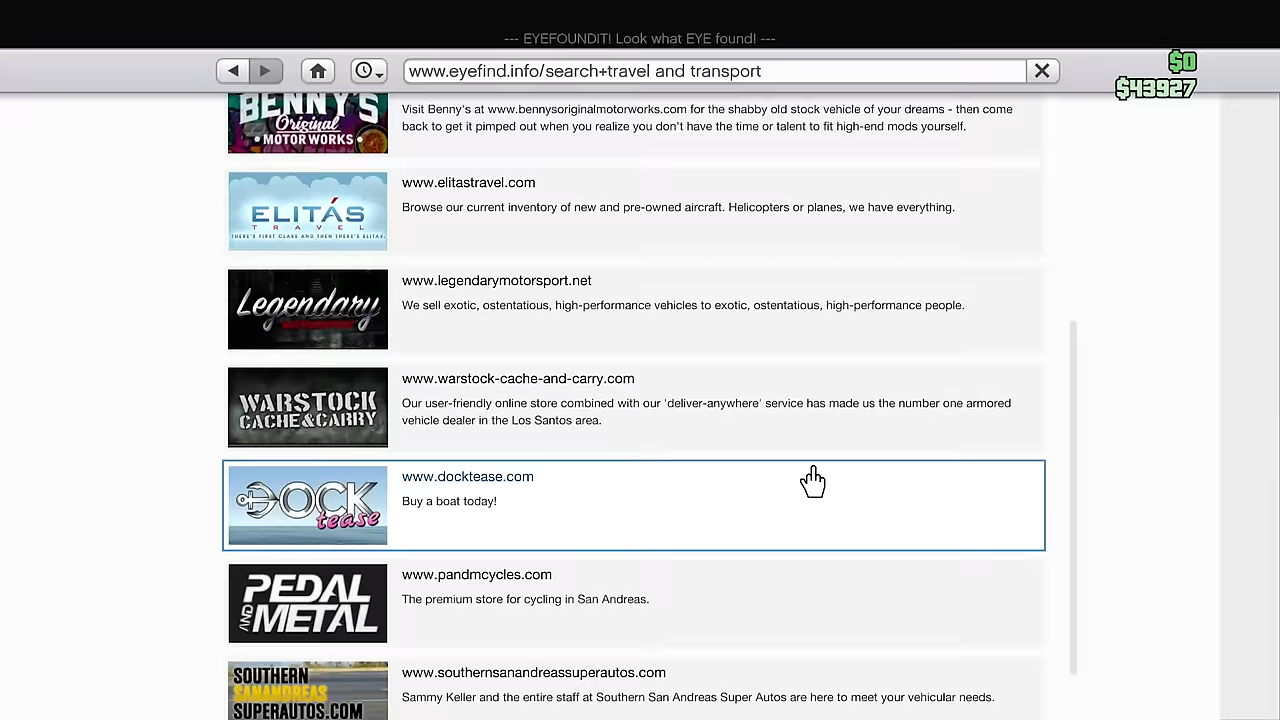 --- EYEFOUNDIT! Look what EYE found! ---
www.eyefind.info/search+travel and transport
$0
$43927
BENNY'S
Original
MOTOR WORKS
Visit Benny's at www.bennysoriginalmotorworks.com for the shabby old stock vehicle of your dreams - then come
back to get it pimped out when you realize you don't have the time or talent to fit high-end mods yourself.
ELITÁS
TRAVEL
THERE'S FIRST CLASS AND THEN THERE'S ELITAS.
www.elitastravel.com
Browse our current inventory of new and pre-owned aircraft. Helicopters or planes, we have everything.
Legendary
www.legendarymotorsport.net
We sell exotic, ostentatious, high-performance vehicles to exotic, ostentatious, high-performance people.
WARSTOCK
CACHE&CARRY
www.warstock-cache-and-carry.com
Our user-friendly online store combined with our 'deliver-anywhere' service has made us the number one armored
vehicle dealer in the Los Santos area.
DOCK
tease
www.docktease.com
Buy a boat today!
PEDAL
AND METAL
www.pandmcycles.com
The premium store for cycling in San Andreas.
SOUTHERN
SANANDREAS
SUPERAUTOS.COM
www.southernsanandreassuperautos.com
Sammy Keller and the entire staff at Southern San Andreas Super Autos are here to meet your vehicular needs.